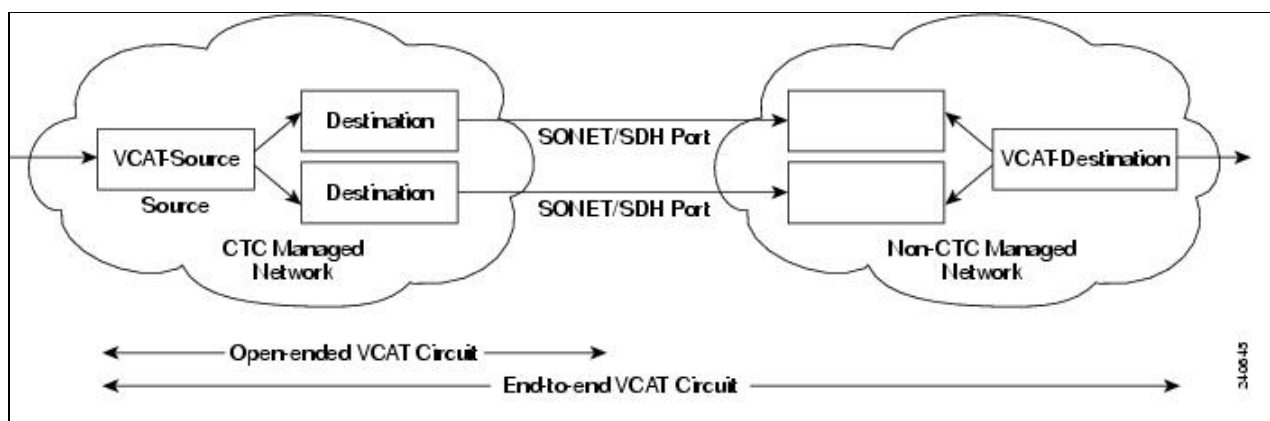 Destination
SONET/SDH Port
VCAT-Source
VCAT-Destination
Destination
Source
SONET/SDH Port
CTC Managed
Network
Non-CTC Managed
Network
Open-ended VCAT Circuit
End-to-end VCAT Circuit
240645